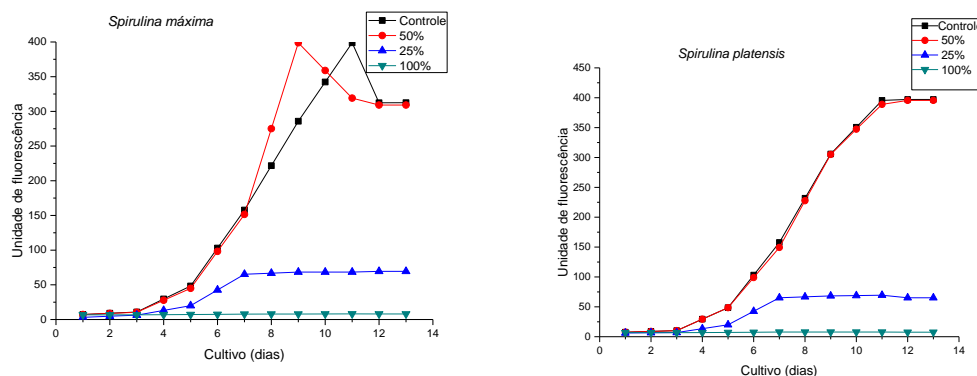 Spirulina máxima
Controle
50%
25%
100%
400
350
300
250
200
150
100
50
0
Unidade de fluorescência
0 2 4 6 8 10 12 14
Cultivo (dias)
Spirulina platensis
Controle
50%
25%
100%
450
400
350
300
250
200
150
100
50
0
Unidade de fluorescência
0 2 4 6 8 10 12 14
Cultivo (dias)